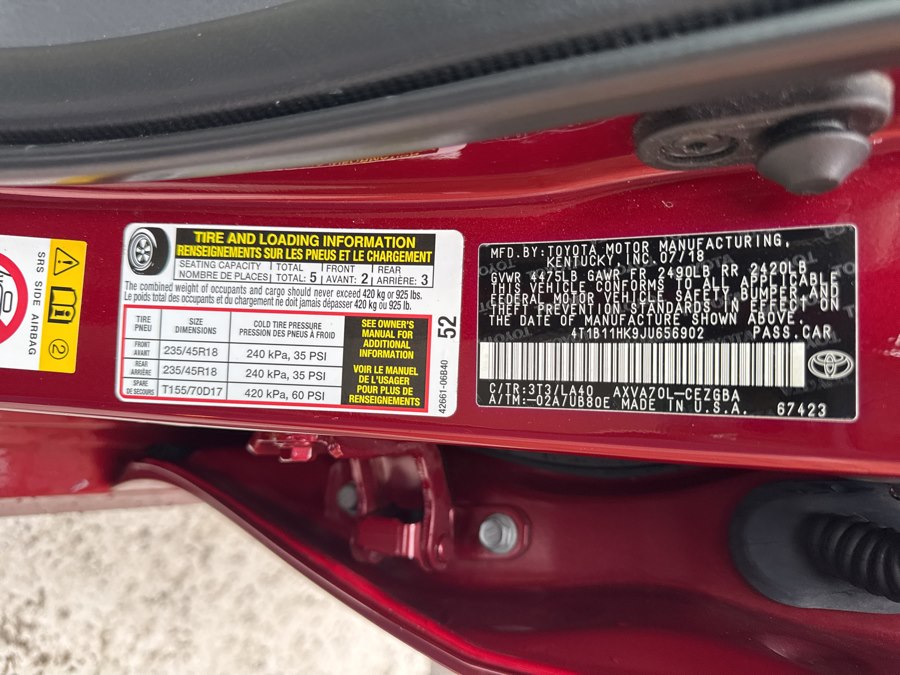 SRS SIDE AIRBAG
2
TIRE AND LOADING INFORMATION
RENSEIGNEMENTS SUR LES PNEUS ET LE CHARGEMENT
SEATING CAPACITY TOTAL FRONT REAR
NOMBRE DE PLACES TOTAL: 5 AVANT: 2 ARRIÈRE: 3
The combined weight of occupants and cargo should never exceed 420 kg or 925 lbs.
Le poids total des occupants et du chargement ne doit jamais dépasser 420 kg ou 925 lb.
TIRE SIZE COLD TIRE PRESSURE
PNEU DIMENSIONS PRESSION DES PNEUS À FROID
FRONT
AVANT 235/45R18 240 kPa, 35 PSI
REAR
ARRIÈRE 235/45R18 240 kPa, 35 PSI
SPARE
DE SECOURS T155/70D17 420 kPa, 60 PSI
SEE OWNER'S
MANUAL FOR
ADDITIONAL
INFORMATION
VOIR LE MANUEL
DE L'USAGER
POUR PLUS DE
RENSEIGNEMENTS
52
42661-06B40
MFD.BY:TOYOTA MOTOR MANUFACTURING,
KENTUCKY INC.07/18
GVWR 4475LB GAWR FR 2490LB RR 2420LB
THIS VEHICLE CONFORMS TO ALL APPLICABLE
FEDERAL MOTOR VEHICLE SAFETY, BUMPER, AND
THEFT PREVENTION STANDARDS IN EFFECT ON
THE DATE OF MANUFACTURE SHOWN ABOVE.
4T1B11HK9JU656902 PASS.CAR
C/TR:3T3/LA40 AXVA70L-CEZGBA
A/TM:-02A/UB80E MADE IN U.S.A. 67423
TOYOTA